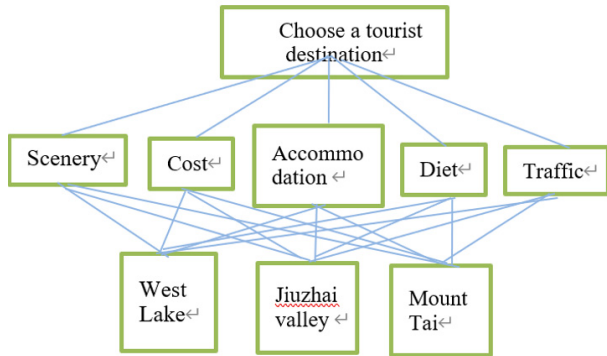 Choose a tourist
destination↵
Scenery↵
Cost↵
Accommo
dation↵
Diet↵
Traffic↵
West
Lake↵
Jiuzhai
valley ↵
Mount
Tai↵